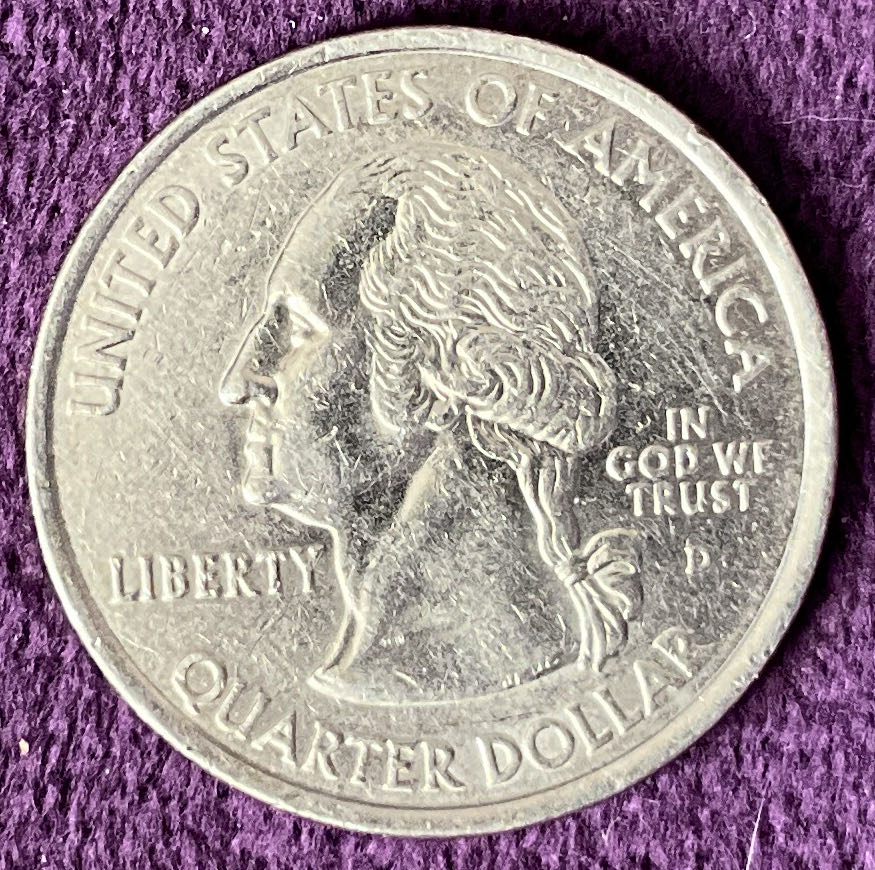 UNITED STATES OF AMERICA
IN
GOD WE
TRUST
D
LIBERTY
QUARTER DOLLAR